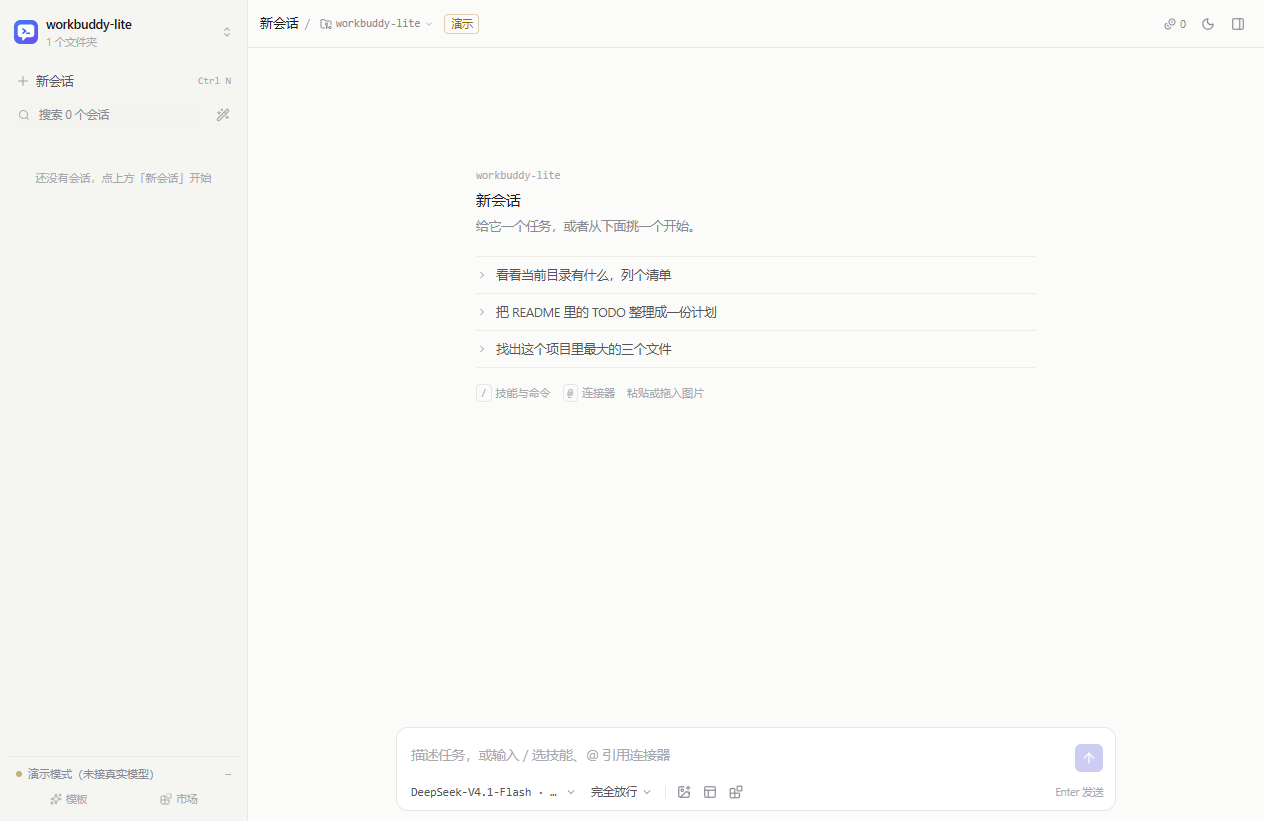 workbuddy-lite
1 个文件夹
新会话 Ctrl N
搜索 0 个会话
还没有会话，点上方「新会话」开始
演示模式（未接真实模型）
模板 市场
新会话 / workbuddy-lite 演示 0
workbuddy-lite
新会话
给它一个任务，或者从下面挑一个开始。
看看当前目录有什么，列个清单
把 README 里的 TODO 整理成一份计划
找出这个项目里最大的三个文件
/ 技能与命令 @ 连接器 粘贴或拖入图片
描述任务，或输入 / 选技能、@ 引用连接器
DeepSeek-V4.1-Flash · … 完全放行 Enter 发送